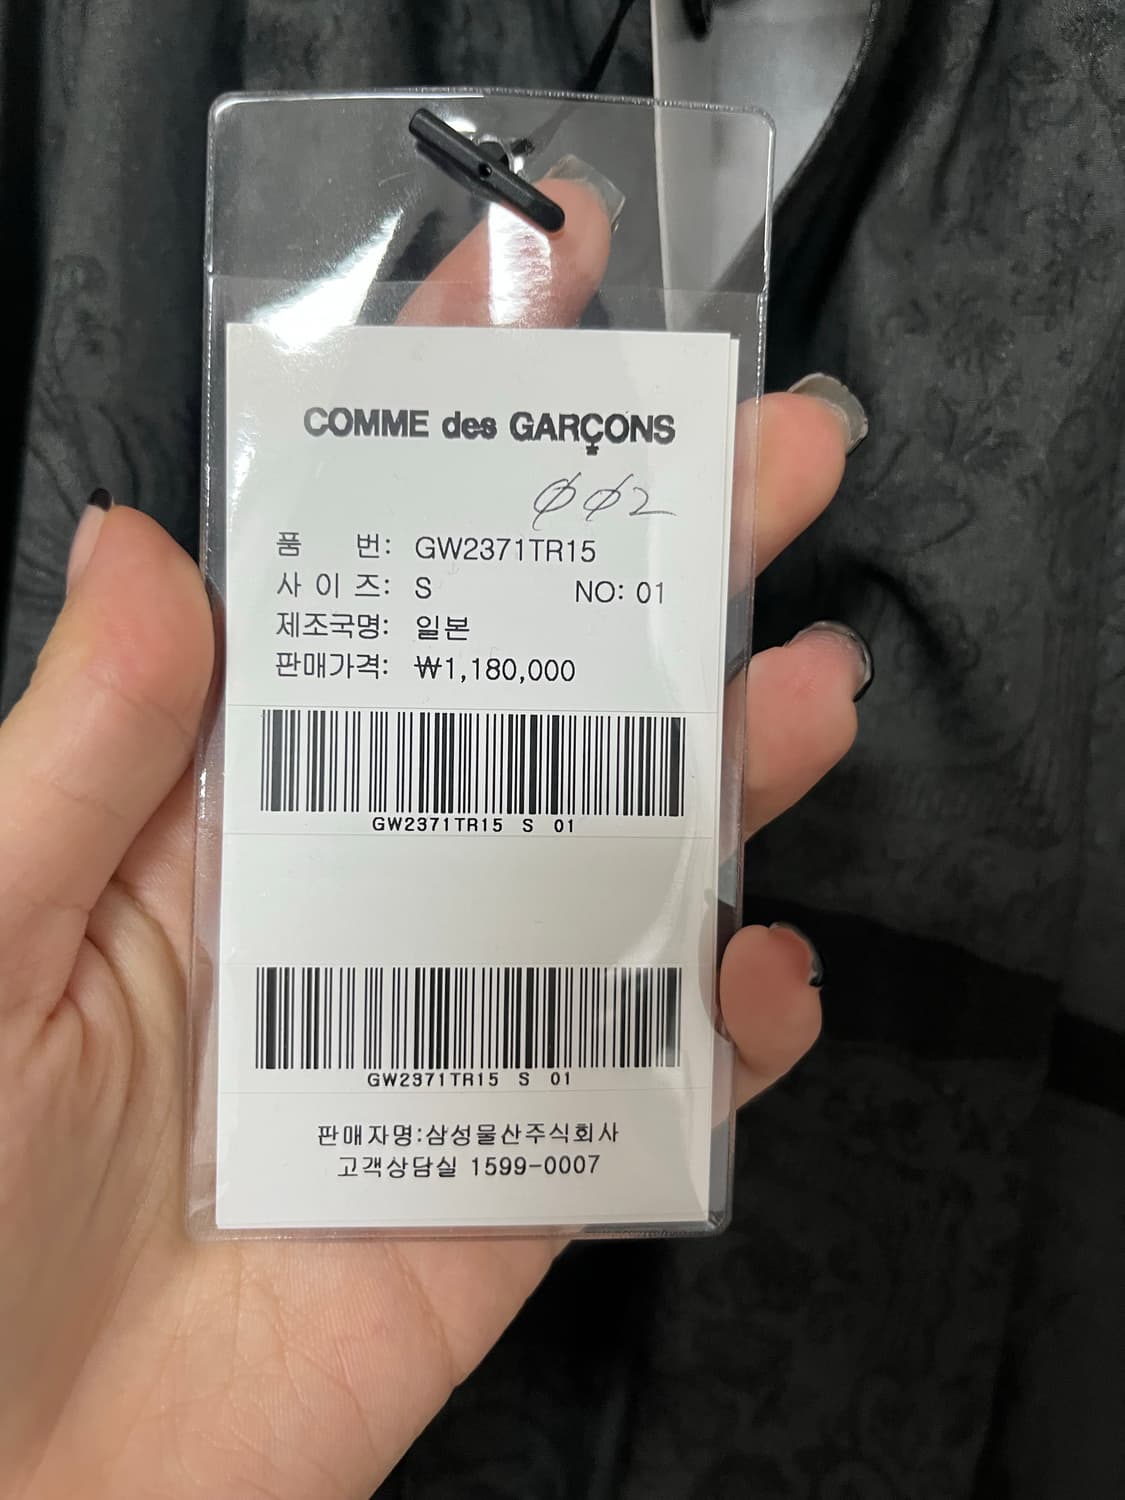 COMME des GARÇONS
002
품 번: GW2371TR15
사 이 즈: S NO: 01
제조국명: 일본
판매가격: ₩1,180,000
GW2371TR15 S 01
GW2371TR15 S 01
판매자명:삼성물산주식회사
고객상담실 1599-0007